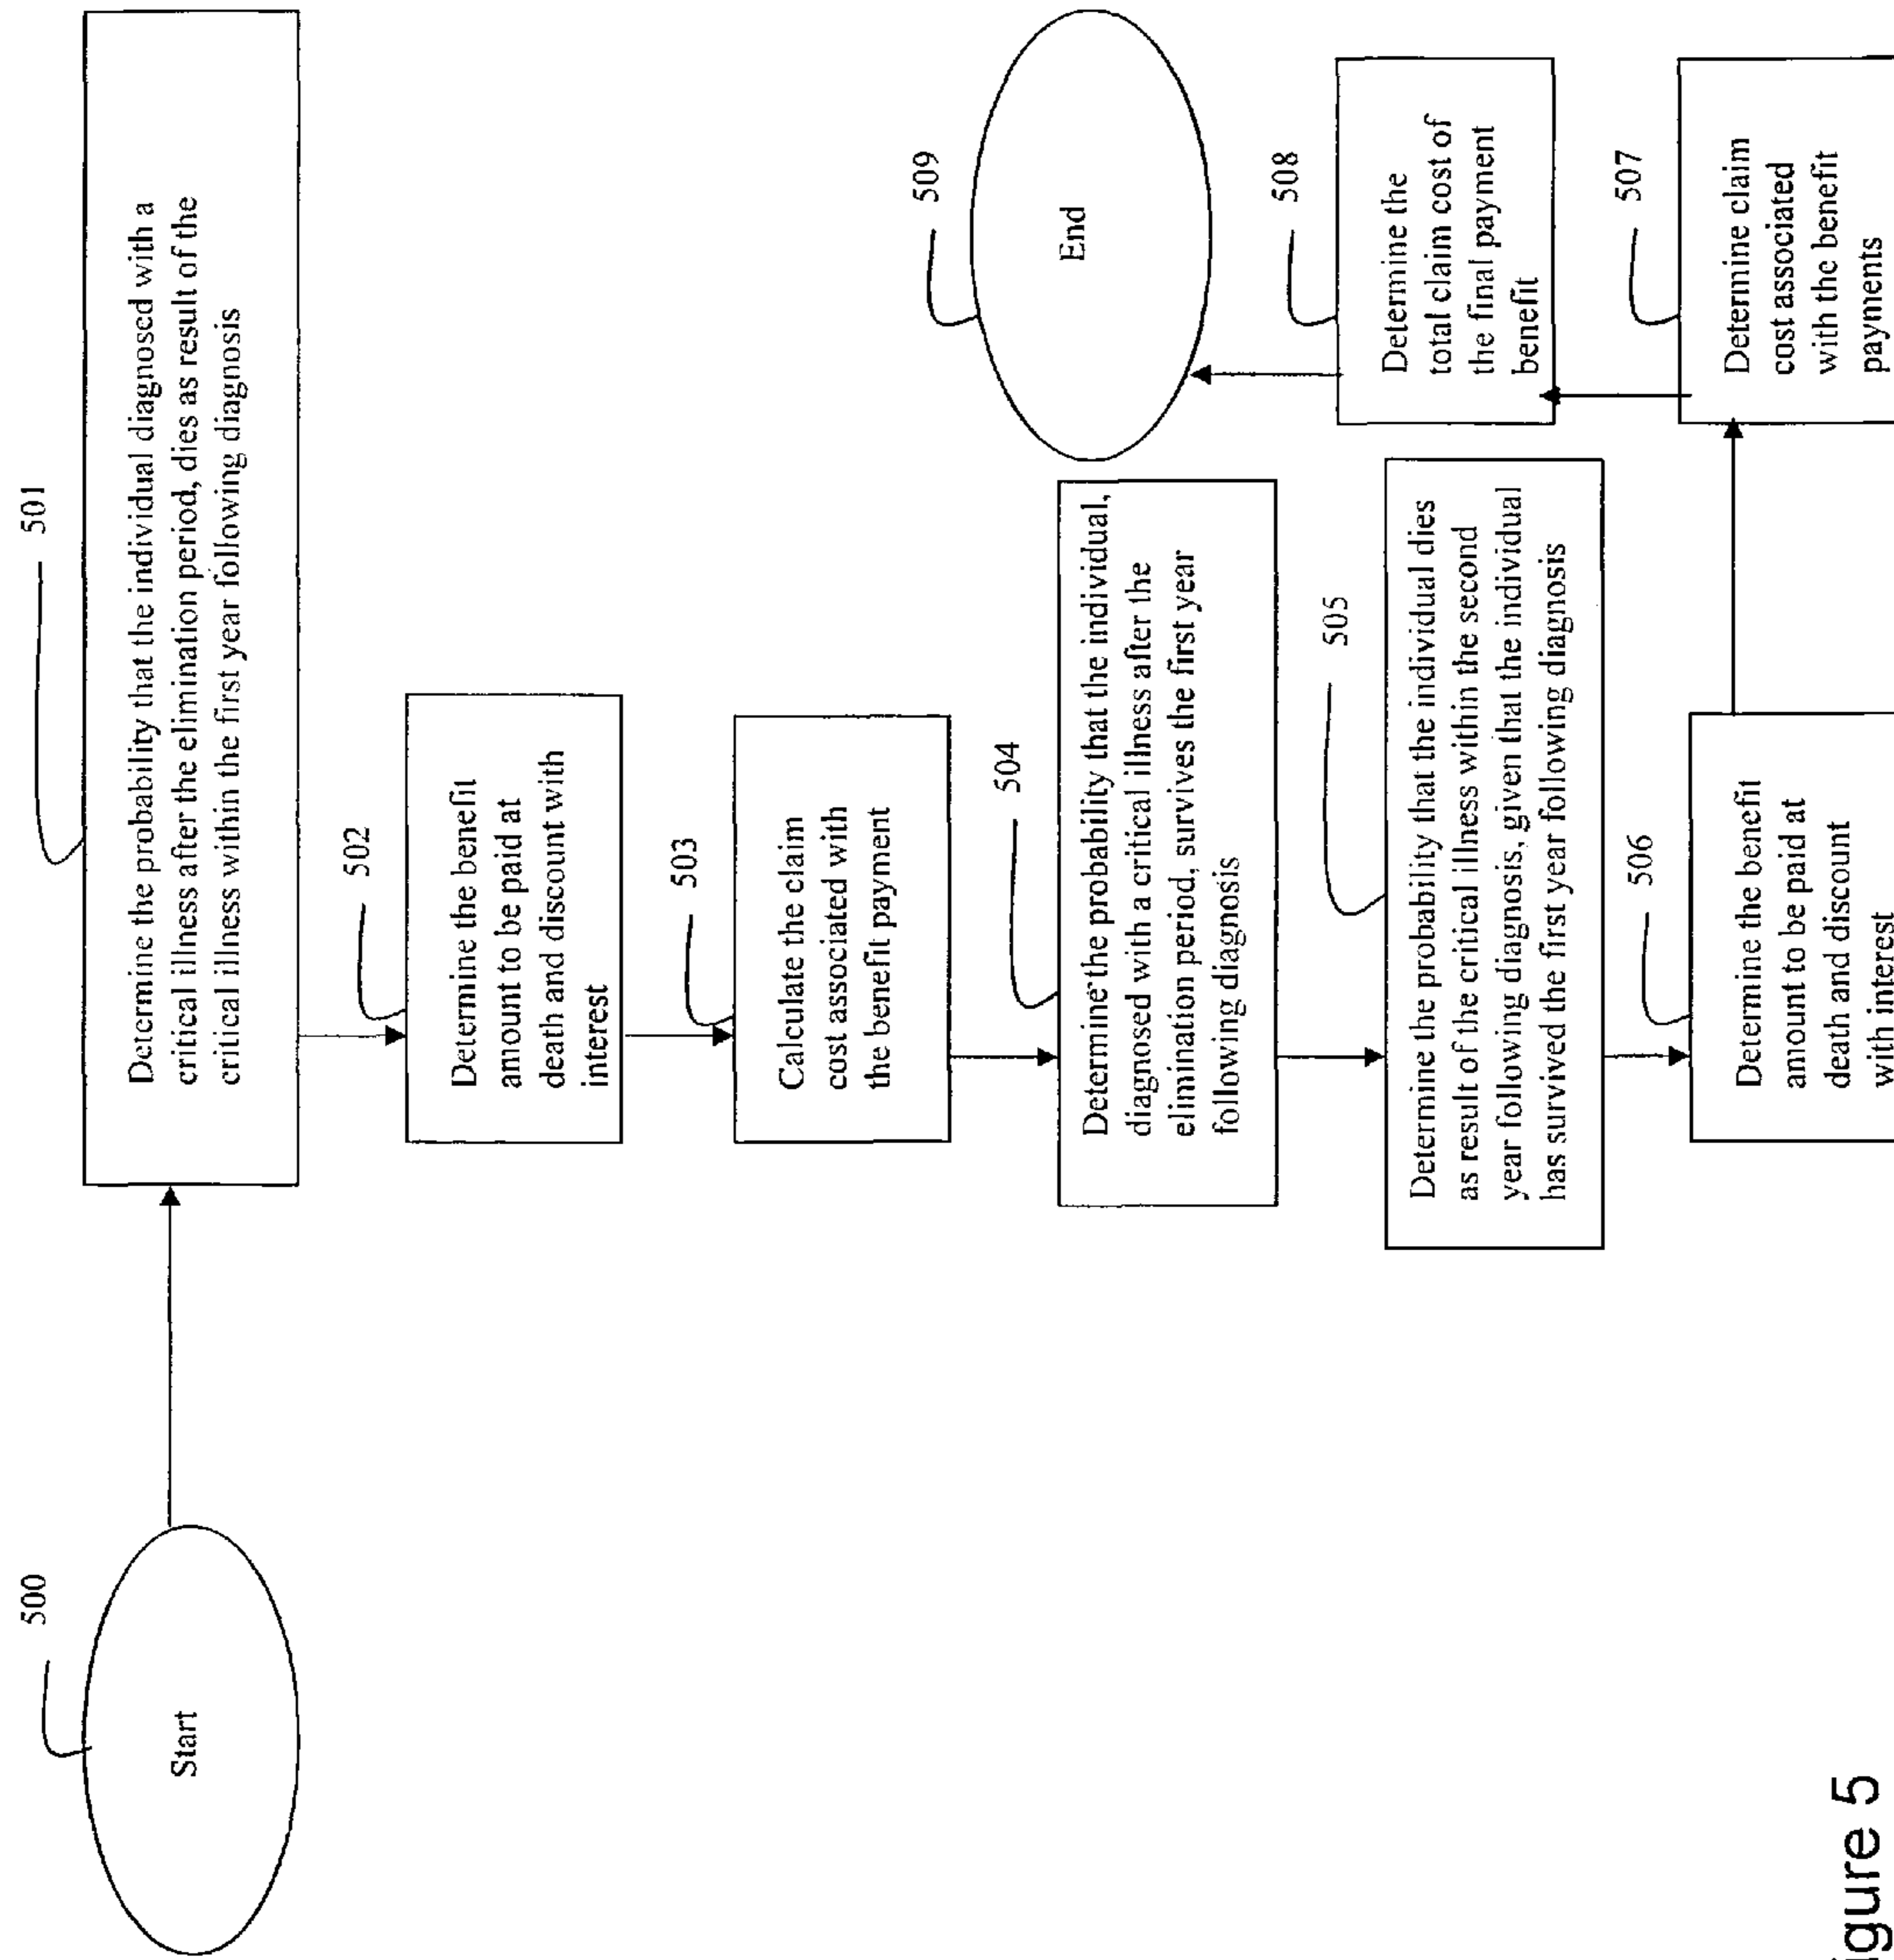 500
Start
501
Determine the probability that the individual diagnosed with a
critical illness after the elimination period, dies as result of the
critical illness within the first year following diagnosis
502
Determine the benefit
amount to be paid at
death and discount with
interest
503
Calculate the claim
cost associated with
the benefit payment
504
Determine the probability that the individual,
diagnosed with a critical illness after the
elimination period, survives the first year
following diagnosis
505
Determine the probability that the individual dies
as result of the critical illness within the second
year following diagnosis, given that the individual
has survived the first year following diagnosis
506
Determine the benefit
amount to be paid at
death and discount
with interest
507
Determine claim
cost associated
with the benefit
payments
508
Determine the
total claim cost of
the final payment
benefit
509
End
igure 5